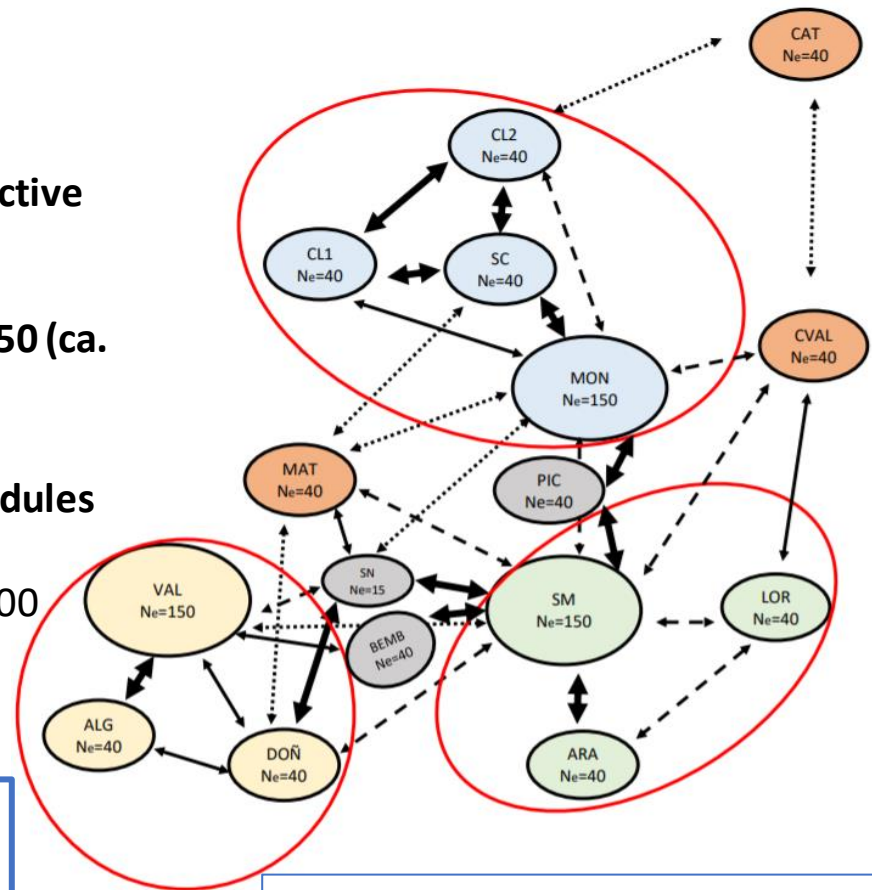 ctive
50 (ca.
dules
00
CAT
Ne=40
CL2
Ne=40
CL1
Ne=40
SC
Ne=40
CVAL
Ne=40
MON
Ne=150
MAT
Ne=40
PIC
Ne=40
SN
Ne=15
VAL
Ne=150
SM
Ne=150
LOR
Ne=40
BEMB
Ne=40
ALG
Ne=40
DOÑ
Ne=40
ARA
Ne=40